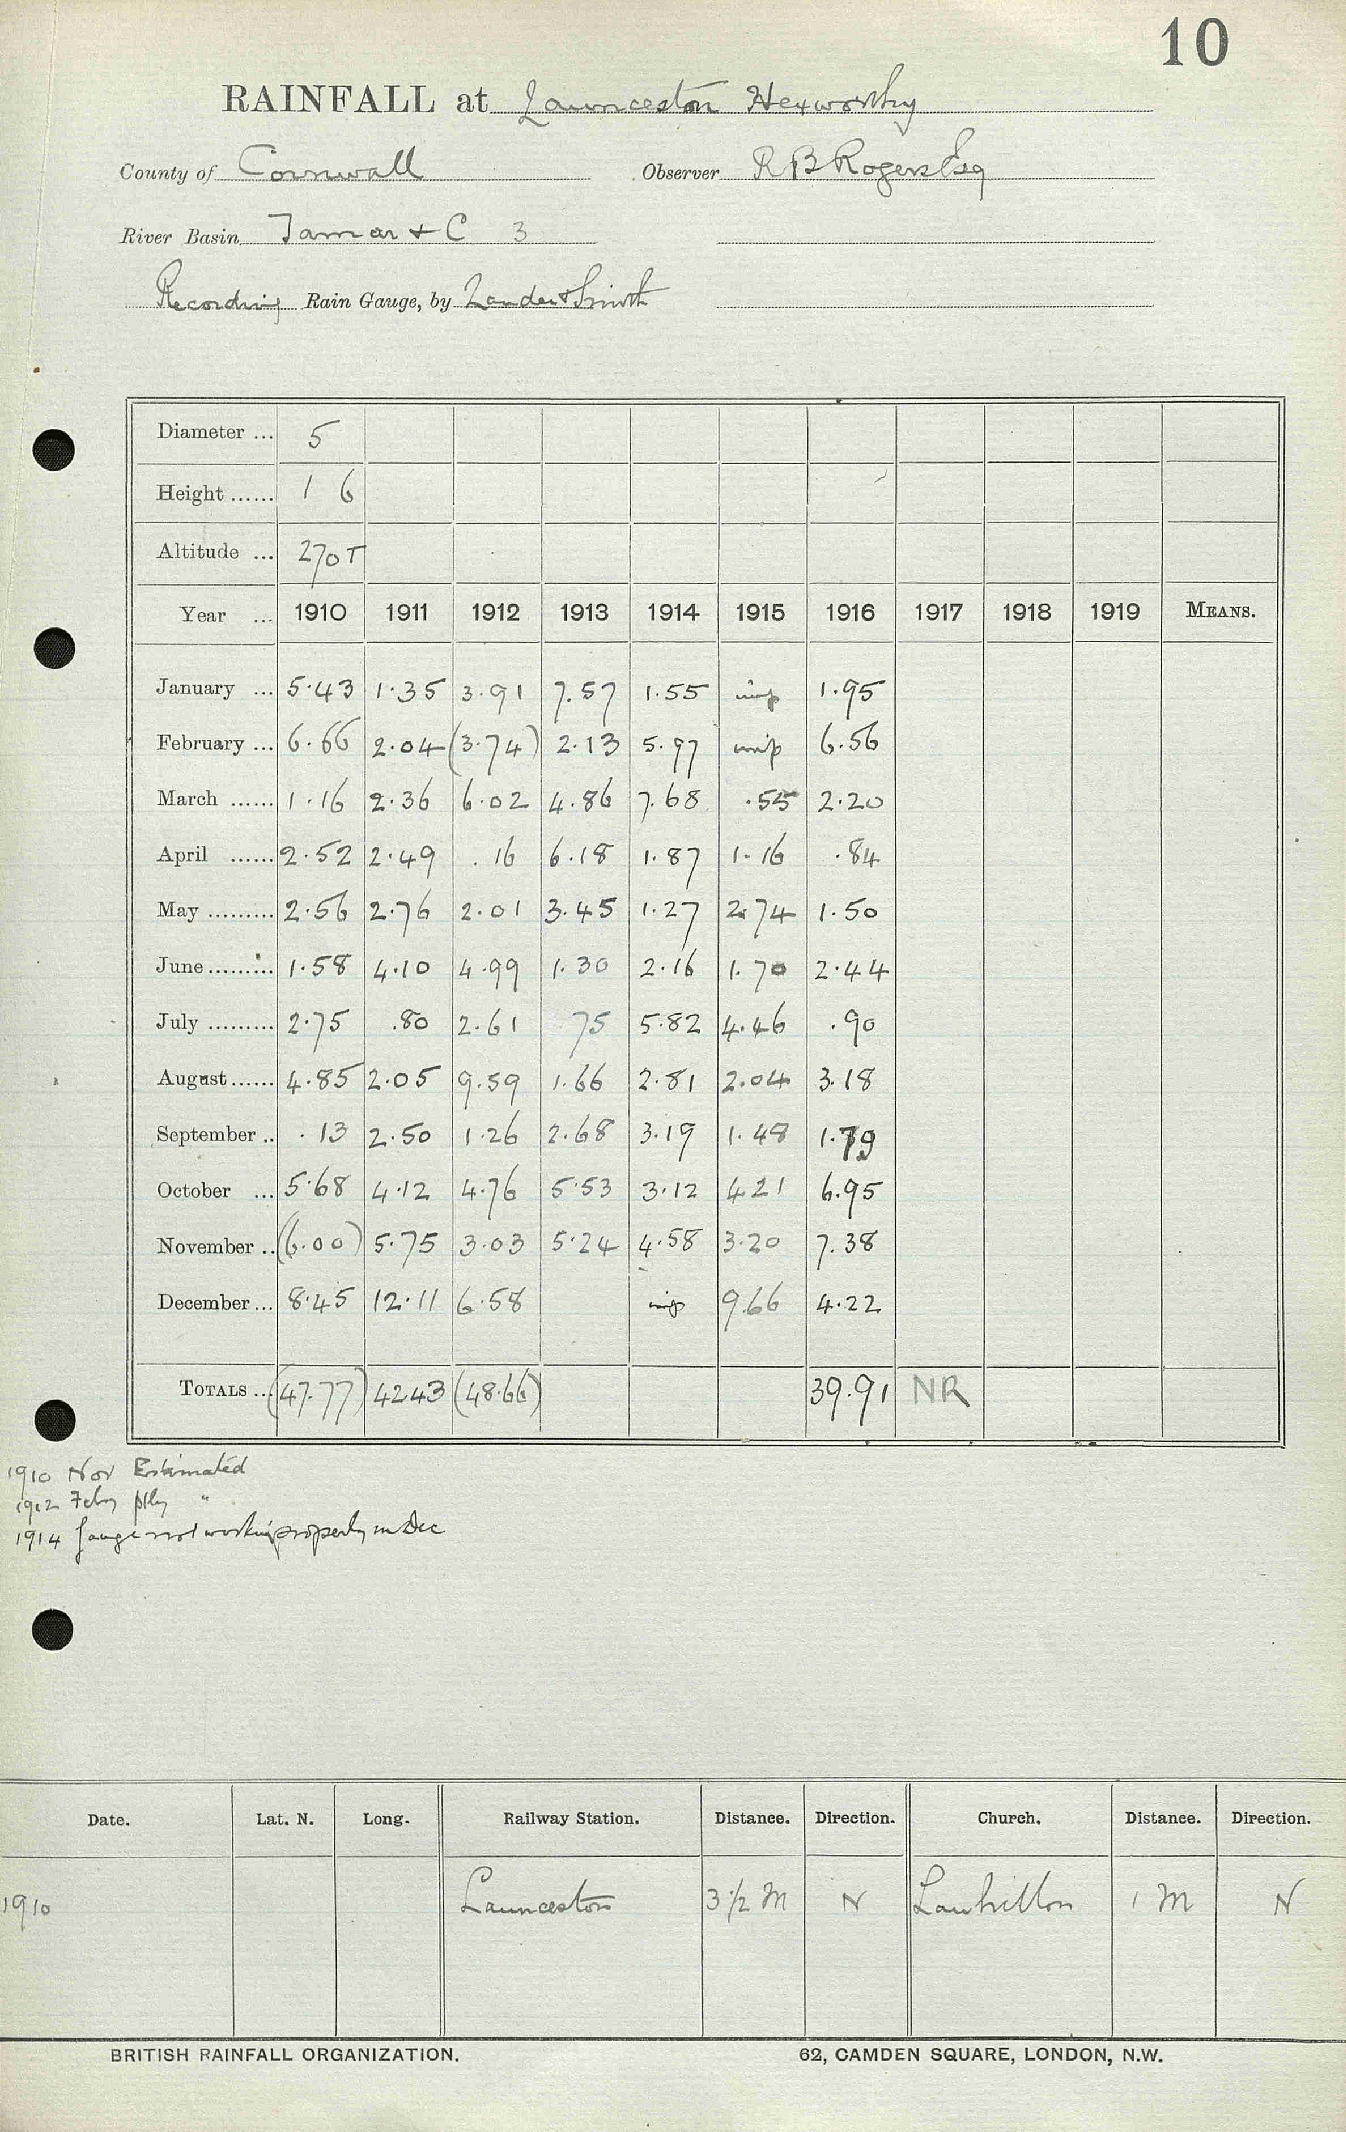 10
RAINFALL at Launceston Hexworthy
County of Cornwall Observer R B Rogers Esq
River Basin Tamar + C 3
Recording Rain Gauge, by Lander & Smith
Diameter ... 5
Height ...... 1 6
Altitude ... 270 T
Year ... 1910 1911 1912 1913 1914 1915 1916 1917 1918 1919 MEANS.
January ... 5.43 1.35 3.91 7.57 1.55 imp 1.95
February ... 6.66 2.04 (3.74) 2.13 5.97 imp 6.56
March ...... 1.16 2.36 6.02 4.86 7.68 .55 2.20
April ...... 2.52 2.49 .16 6.18 1.87 1.16 .84
May ......... 2.56 2.76 2.01 3.45 1.27 2.74 1.50
June ......... 1.58 4.10 4.99 1.30 2.16 1.70 2.44
July ......... 2.75 .80 2.61 75 5.82 4.46 .90
August ...... 4.85 2.05 9.59 1.66 2.81 2.04 3.18
September .. .13 2.50 1.26 2.68 3.19 1.48 1.79
October ... 5.68 4.12 4.76 5.53 3.12 4.21 6.95
November .. (6.00) 5.75 3.03 5.24 4.58 3.20 7.38
December ... 8.45 12.11 6.58 imp 9.66 4.22
TOTALS ... (47.77) 42.43 (48.66) 39.91 NR
1910 Nov Estimated
1912 Feby ptly "
1914 Gauge not working properly in Dec
Date. Lat. N. Long. Railway Station. Distance. Direction. Church. Distance. Direction.
1910 Launceston 3 1/2 M N Lawhitton 1 M N
BRITISH RAINFALL ORGANIZATION. 62, CAMDEN SQUARE, LONDON, N.W.